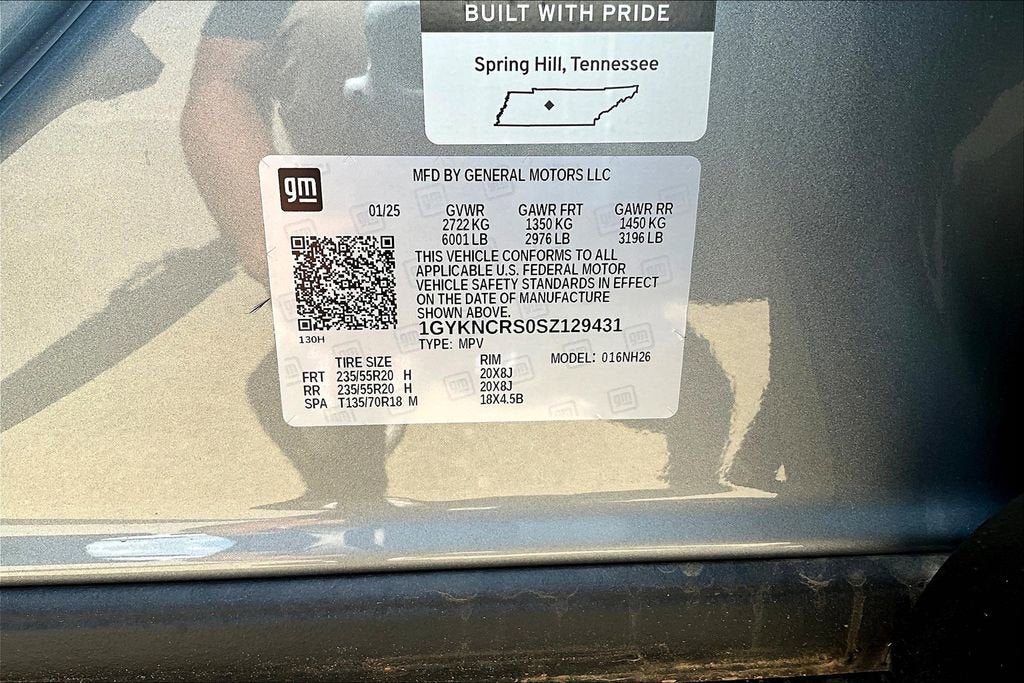 BUILT WITH PRIDE
Spring Hill, Tennessee
gm
MFD BY GENERAL MOTORS LLC
01/25 GVWR GAWR FRT GAWR RR
2722 KG 1350 KG 1450 KG
6001 LB 2976 LB 3196 LB
THIS VEHICLE CONFORMS TO ALL
APPLICABLE U.S. FEDERAL MOTOR
VEHICLE SAFETY STANDARDS IN EFFECT
ON THE DATE OF MANUFACTURE
SHOWN ABOVE.
1GYKNCRS0SZ129431
130H
TYPE: MPV
TIRE SIZE RIM MODEL: 016NH26
FRT 235/55R20 H 20X8J
RR 235/55R20 H 20X8J
SPA T135/70R18 M 18X4.5B